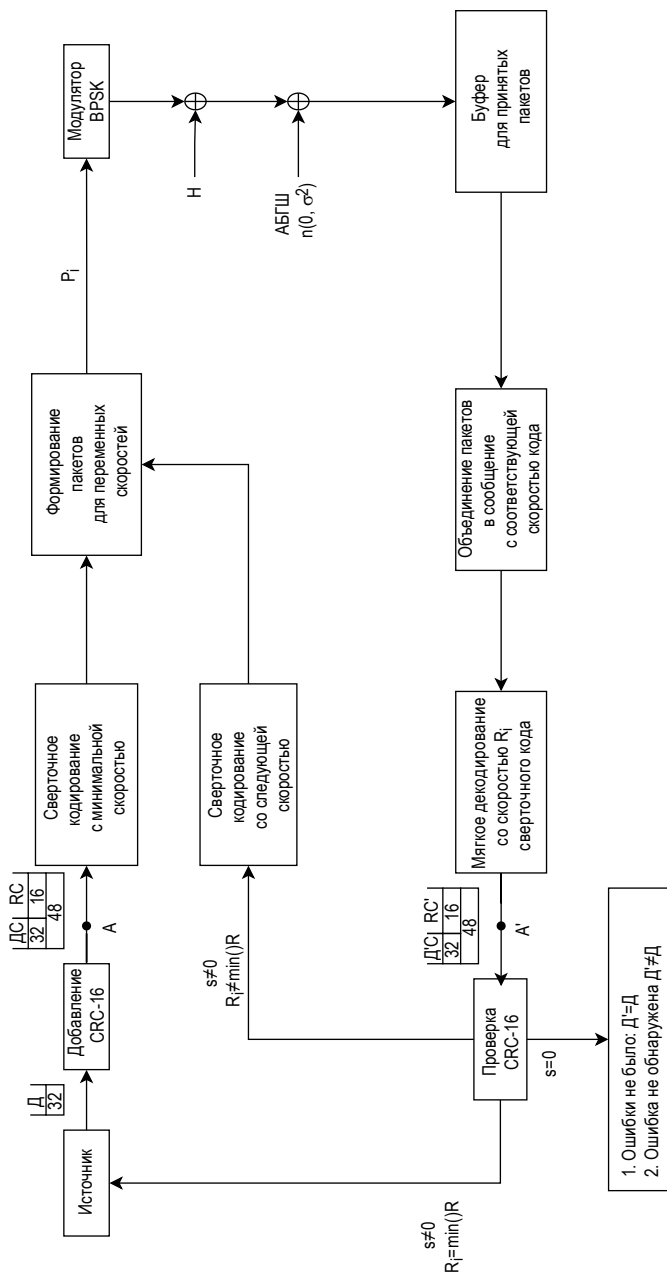 Источник
Д
32
Добавление
CRC-16
ДC RC
32 16
48
A
Сверточное
кодирование
с минимальной
скоростью
Формирование
пакетов
для переменных
скоростей
Pi
Модулятор
BPSK
H
АБГШ
n(0, σ²)
Буфер
для принятых
пакетов
Объединение пакетов
в сообщение
с соответствующей
скоростью кода
Мягкое декодирование
со скоростью Ri
сверточного кода
Д'C RC'
32 16
48
A'
Проверка
CRC-16
s≠0
Ri≠min()R
Сверточное
кодирование
со следующей
скоростью
s≠0
Ri=min()R
s=0
1. Ошибки не было: Д'=Д
2. Ошибка не обнаружена Д'≠Д